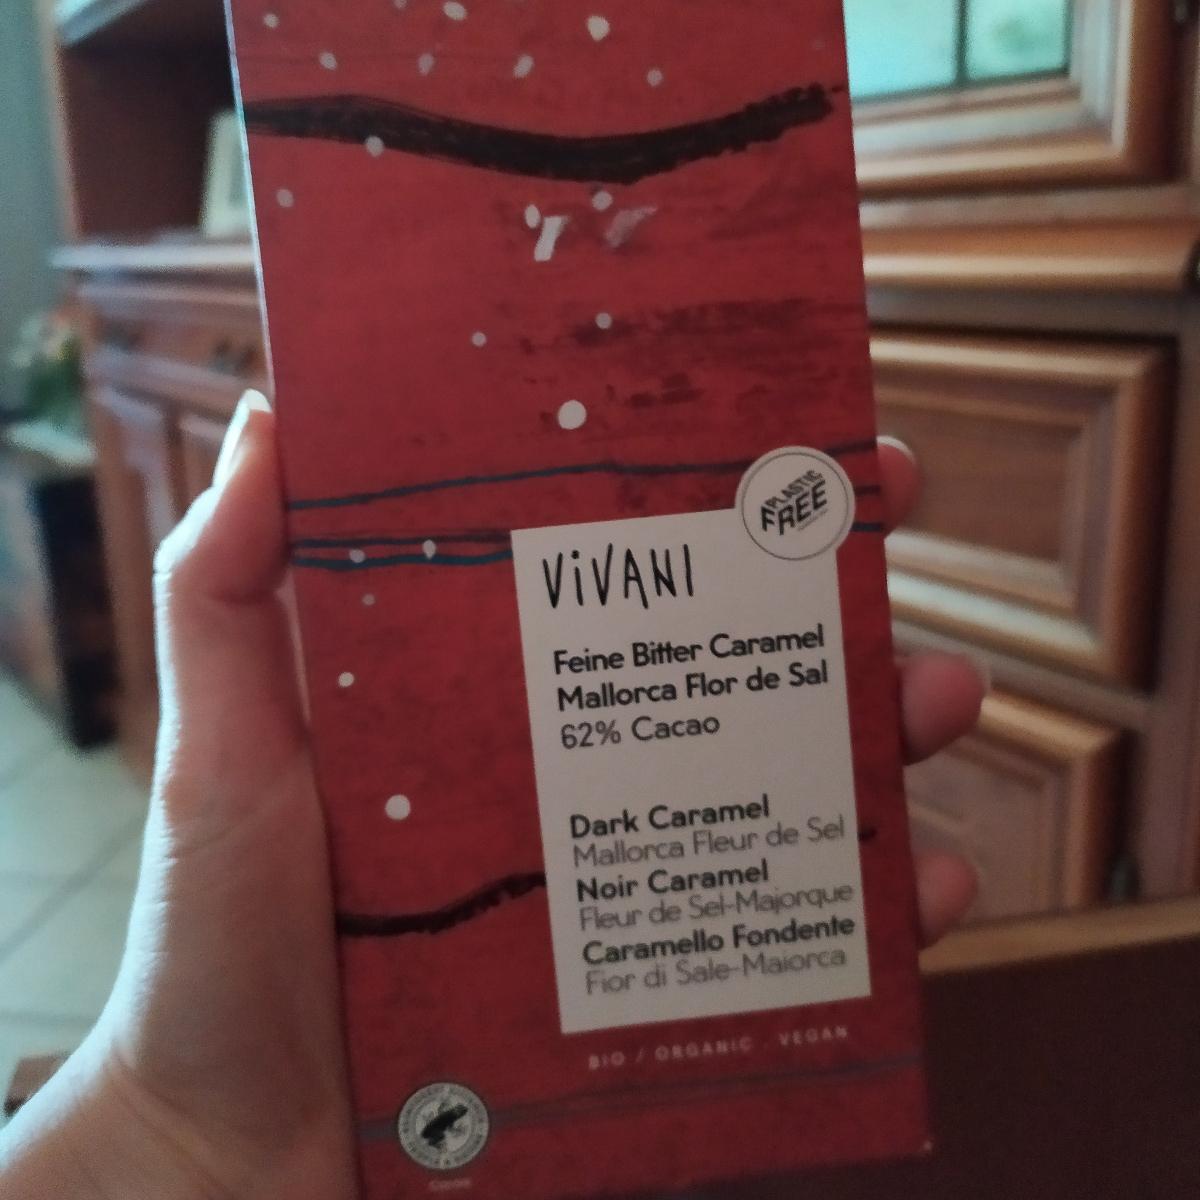 PLASTIC
FREE
ViVANI
Feine Bitter Caramel
Mallorca Flor de Sal
62% Cacao
Dark Caramel
Mallorca Fleur de Sel
Noir Caramel
Fleur de Sel-Majorque
Caramello Fondente
Fior di Sale-Maiorca
BIO / ORGANIC . VEGAN